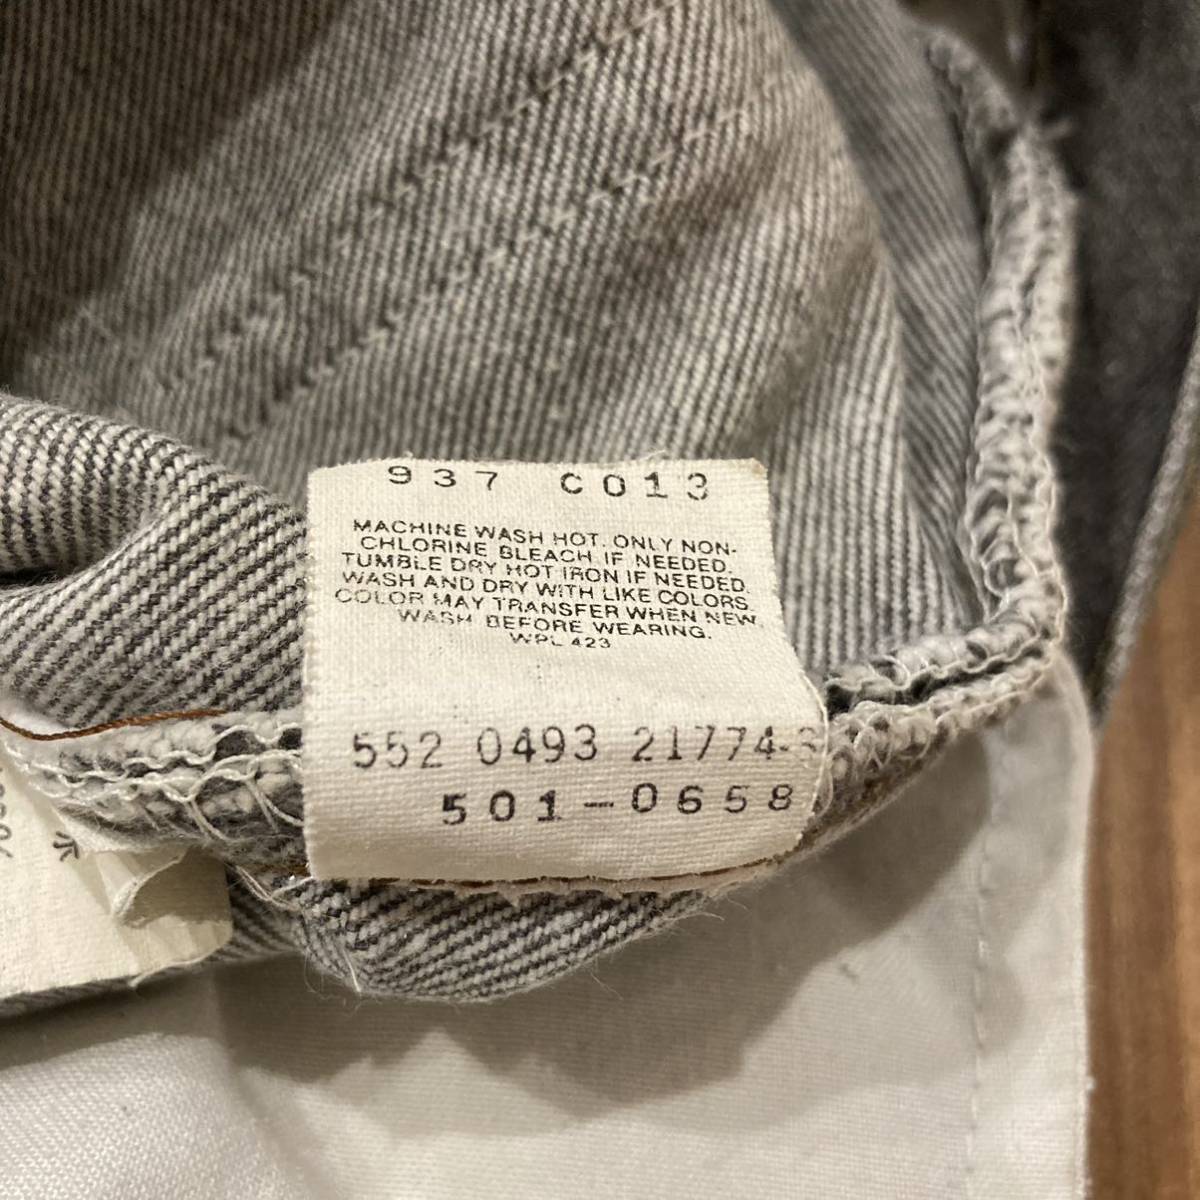 937 C013
MACHINE WASH HOT. ONLY NON-
CHLORINE BLEACH IF NEEDED.
TUMBLE DRY HOT IRON IF NEEDED.
WASH AND DRY WITH LIKE COLORS.
COLOR MAY TRANSFER WHEN NEW.
WASH BEFORE WEARING.
WPL 423
552 0493 21774-3
501-0658